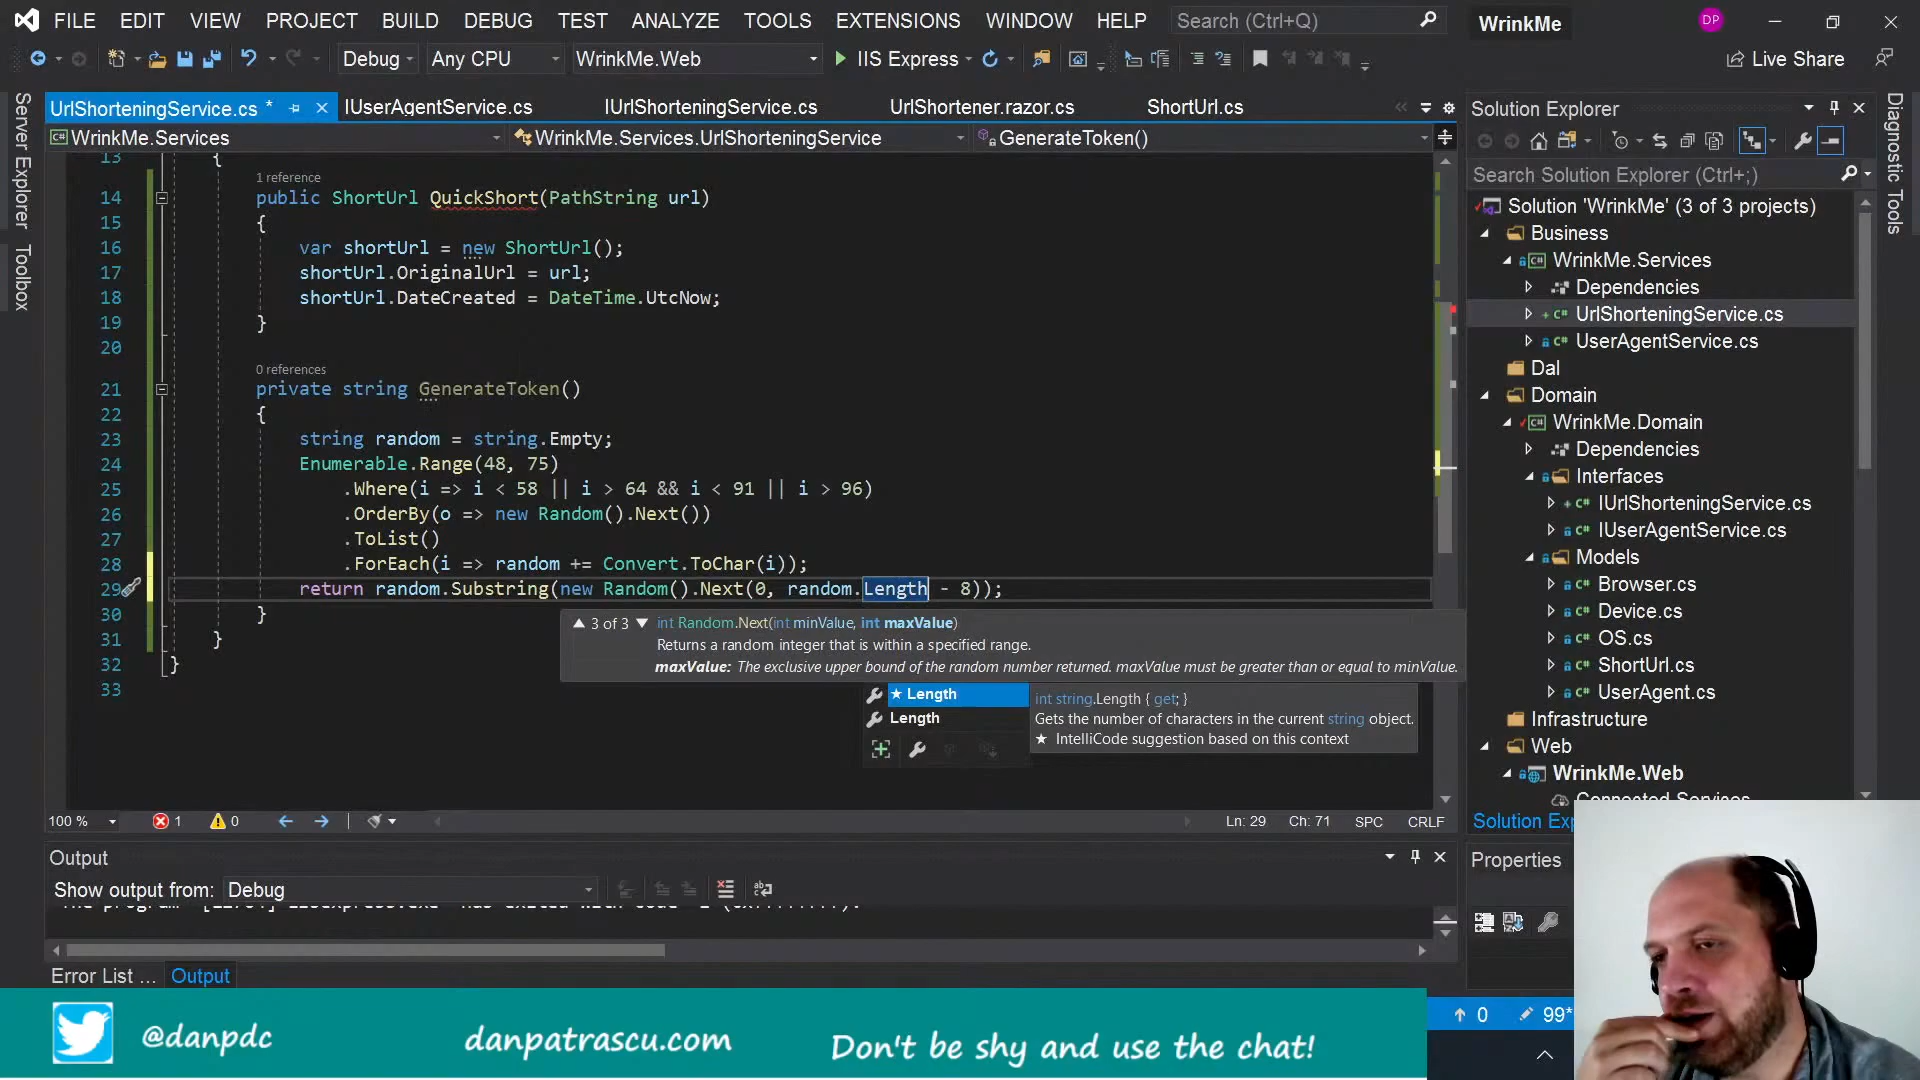 FILE EDIT VIEW PROJECT BUILD DEBUG TEST ANALYZE TOOLS EXTENSIONS WINDOW HELP Search (Ctrl+Q) WrinkMe DP
Debug Any CPU WrinkMe.Web IIS Express Live Share
UrlShorteningService.cs * IUserAgentService.cs IUrlShorteningService.cs UrlShortener.razor.cs ShortUrl.cs
WrinkMe.Services WrinkMe.Services.UrlShorteningService GenerateToken()
Server Explorer
Toolbox
13 {
1 reference
14 public ShortUrl QuickShort(PathString url)
15 {
16 var shortUrl = new ShortUrl();
17 shortUrl.OriginalUrl = url;
18 shortUrl.DateCreated = DateTime.UtcNow;
19 }
20
0 references
21 private string GenerateToken()
22 {
23 string random = string.Empty;
24 Enumerable.Range(48, 75)
25 .Where(i => i < 58 || i > 64 && i < 91 || i > 96)
26 .OrderBy(o => new Random().Next())
27 .ToList()
28 .ForEach(i => random += Convert.ToChar(i));
29 return random.Substring(new Random().Next(0, random.Length - 8));
30 }
31 }
32 }
33
3 of 3 int Random.Next(int minValue, int maxValue)
Returns a random integer that is within a specified range.
maxValue: The exclusive upper bound of the random number returned. maxValue must be greater than or equal to minValue.
★ Length
Length
int string.Length { get; }
Gets the number of characters in the current string object.
★ IntelliCode suggestion based on this context
100 % 1 0 Ln: 29 Ch: 71 SPC CRLF
Output
Show output from: Debug
Error List ... Output
Solution Explorer
Search Solution Explorer (Ctrl+;)
Solution 'WrinkMe' (3 of 3 projects)
Business
WrinkMe.Services
Dependencies
UrlShorteningService.cs
UserAgentService.cs
Dal
Domain
WrinkMe.Domain
Dependencies
Interfaces
IUrlShorteningService.cs
IUserAgentService.cs
Models
Browser.cs
Device.cs
OS.cs
ShortUrl.cs
UserAgent.cs
Infrastructure
Web
WrinkMe.Web
Connected Services
Solution Exp
Properties
Diagnostic Tools
0 99*
@danpdc danpatrascu.com Don't be shy and use the chat!